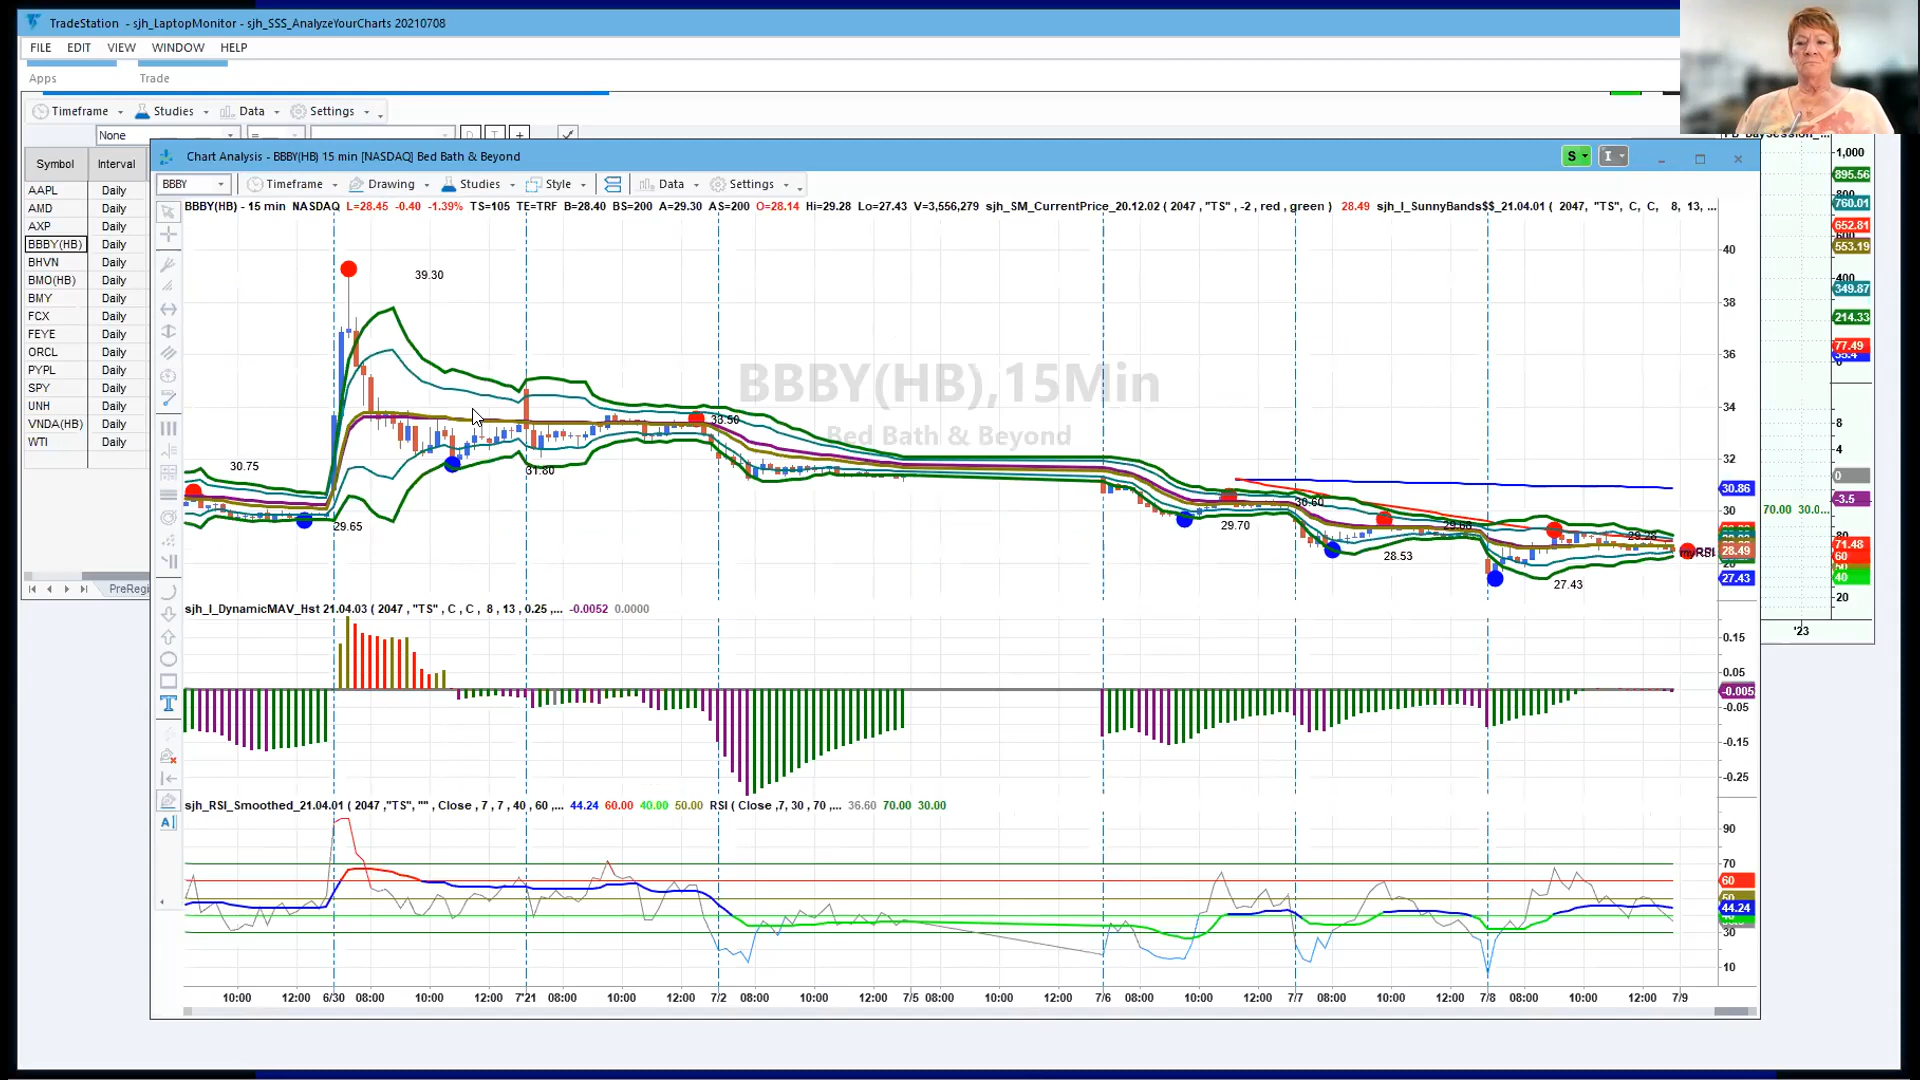 TradeStation - sjh_LaptopMonitor - sjh_SSS_AnalyzeYourCharts 20210708
FILE EDIT VIEW WINDOW HELP
Apps Trade
Timeframe Studies Data Settings
None =
Symbol Interval
AAPL Daily
AMD Daily
AXP Daily
BBBY(HB) Daily
BHVN Daily
BMO(HB) Daily
BMY Daily
FCX Daily
FEYE Daily
ORCL Daily
PYPL Daily
SPY Daily
UNH Daily
VNDA(HB) Daily
WTI Daily
PreRegi
Chart Analysis - BBBY(HB) 15 min [NASDAQ] Bed Bath & Beyond
S I
BBBY Timeframe Drawing Studies Style Data Settings
BBBY(HB) - 15 min NASDAQ L=28.45 -0.40 -1.39% TS=105 TE=TRF B=28.40 BS=200 A=29.30 AS=200 O=28.14 Hi=29.28 Lo=27.43 V=3,556,279 sjh_SM_CurrentPrice_20.12.02 ( 2047 , "TS" , -2 , red , green ) 28.49 sjh_I_SunnyBands$$_21.04.01 ( 2047, "TS", C, C, 8, 13, ...
BBBY(HB),15Min
Bed Bath & Beyond
39.30
30.75
29.65
31.80
33.50
29.70
30.60
28.53
29.68
27.43
29.28
myRSI
40
38
36
34
32
30.86
30
28.49
27.43
sjh_I_DynamicMAV_Hst 21.04.03 ( 2047 , "TS" , C , C , 8 , 13 , 0.25 ,... -0.0052 0.0000
0.15
0.05
-0.005
-0.05
-0.15
-0.25
sjh_RSI_Smoothed_21.04.01 ( 2047 ,"TS", "" , Close , 7 , 7 , 40 , 60 ,... 44.24 60.00 40.00 50.00 RSI ( Close ,7, 30 , 70 ,... 36.60 70.00 30.00
90
70
60
44.24
30
10
10:00 12:00 6/30 08:00 10:00 12:00 7'21 08:00 10:00 12:00 7/2 08:00 10:00 12:00 7/5 08:00 10:00 12:00 7/6 08:00 10:00 12:00 7/7 08:00 10:00 12:00 7/8 08:00 10:00 12:00 7/9
1,000
895.56
800
760.01
652.81
553.19
400
349.87
214.33
77.49
8
4
0
-3.5
70.00 30.0...
80
71.48
60
40
20
'23